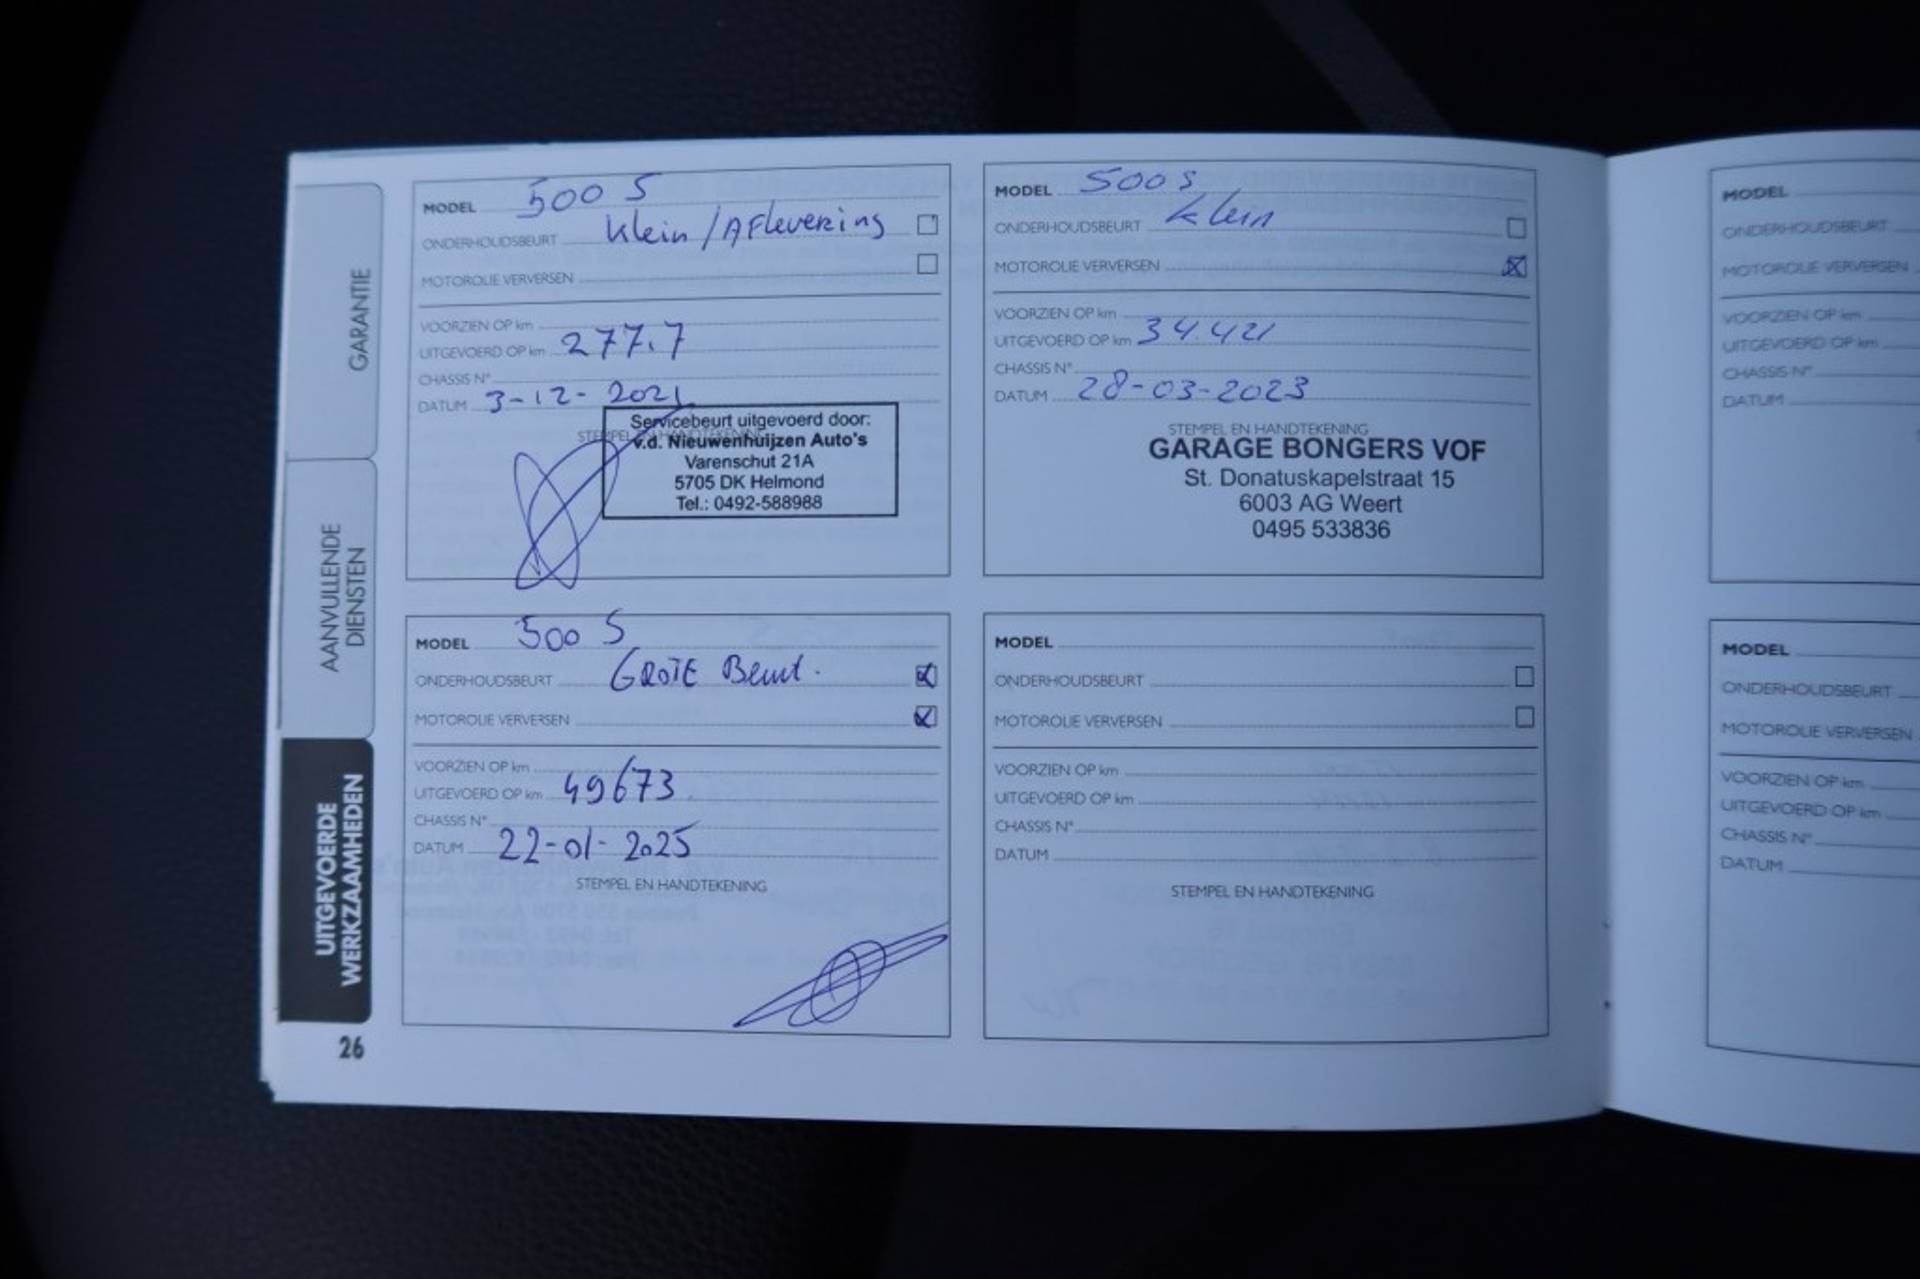 GARANTIE
AANVULLENDE
DIENSTEN
UITGEVOERDE
WERKZAAMHEDEN
26
MODEL 500 S
ONDERHOUDSBEURT Klein / Aflevering
MOTOROLIE VERVERSEN
VOORZIEN OP km
UITGEVOERD OP km 277.7
CHASSIS N°
DATUM 3-12-2021
STEMPEL EN HANDTEKENING
Servicebeurt uitgevoerd door:
v.d. Nieuwenhuijzen Auto's
Varenschut 21A
5705 DK Helmond
Tel.: 0492-588988
MODEL 500 S
ONDERHOUDSBEURT Klein
MOTOROLIE VERVERSEN
VOORZIEN OP km
UITGEVOERD OP km
CHASSIS N°
DATUM 28-03-2023
STEMPEL EN HANDTEKENING
GARAGE BONGERS VOF
St. Donatuskapelstraat 15
6003 AG Weert
0495 533836
MODEL 500 S
ONDERHOUDSBEURT GROTE Beurt.
MOTOROLIE VERVERSEN
VOORZIEN OP km
UITGEVOERD OP km 49673.
CHASSIS N°
DATUM 22-01-2025
STEMPEL EN HANDTEKENING
MODEL
ONDERHOUDSBEURT
MOTOROLIE VERVERSEN
VOORZIEN OP km
UITGEVOERD OP km
CHASSIS N°
DATUM
STEMPEL EN HANDTEKENING
MODEL
ONDERHOUDSBEURT
MOTOROLIE VERVERSEN
VOORZIEN OP km
UITGEVOERD OP km
CHASSIS N°
DATUM
MODEL
ONDERHOUDSBEURT
MOTOROLIE VERVERSEN
VOORZIEN OP km
UITGEVOERD OP km
CHASSIS N°
DATUM